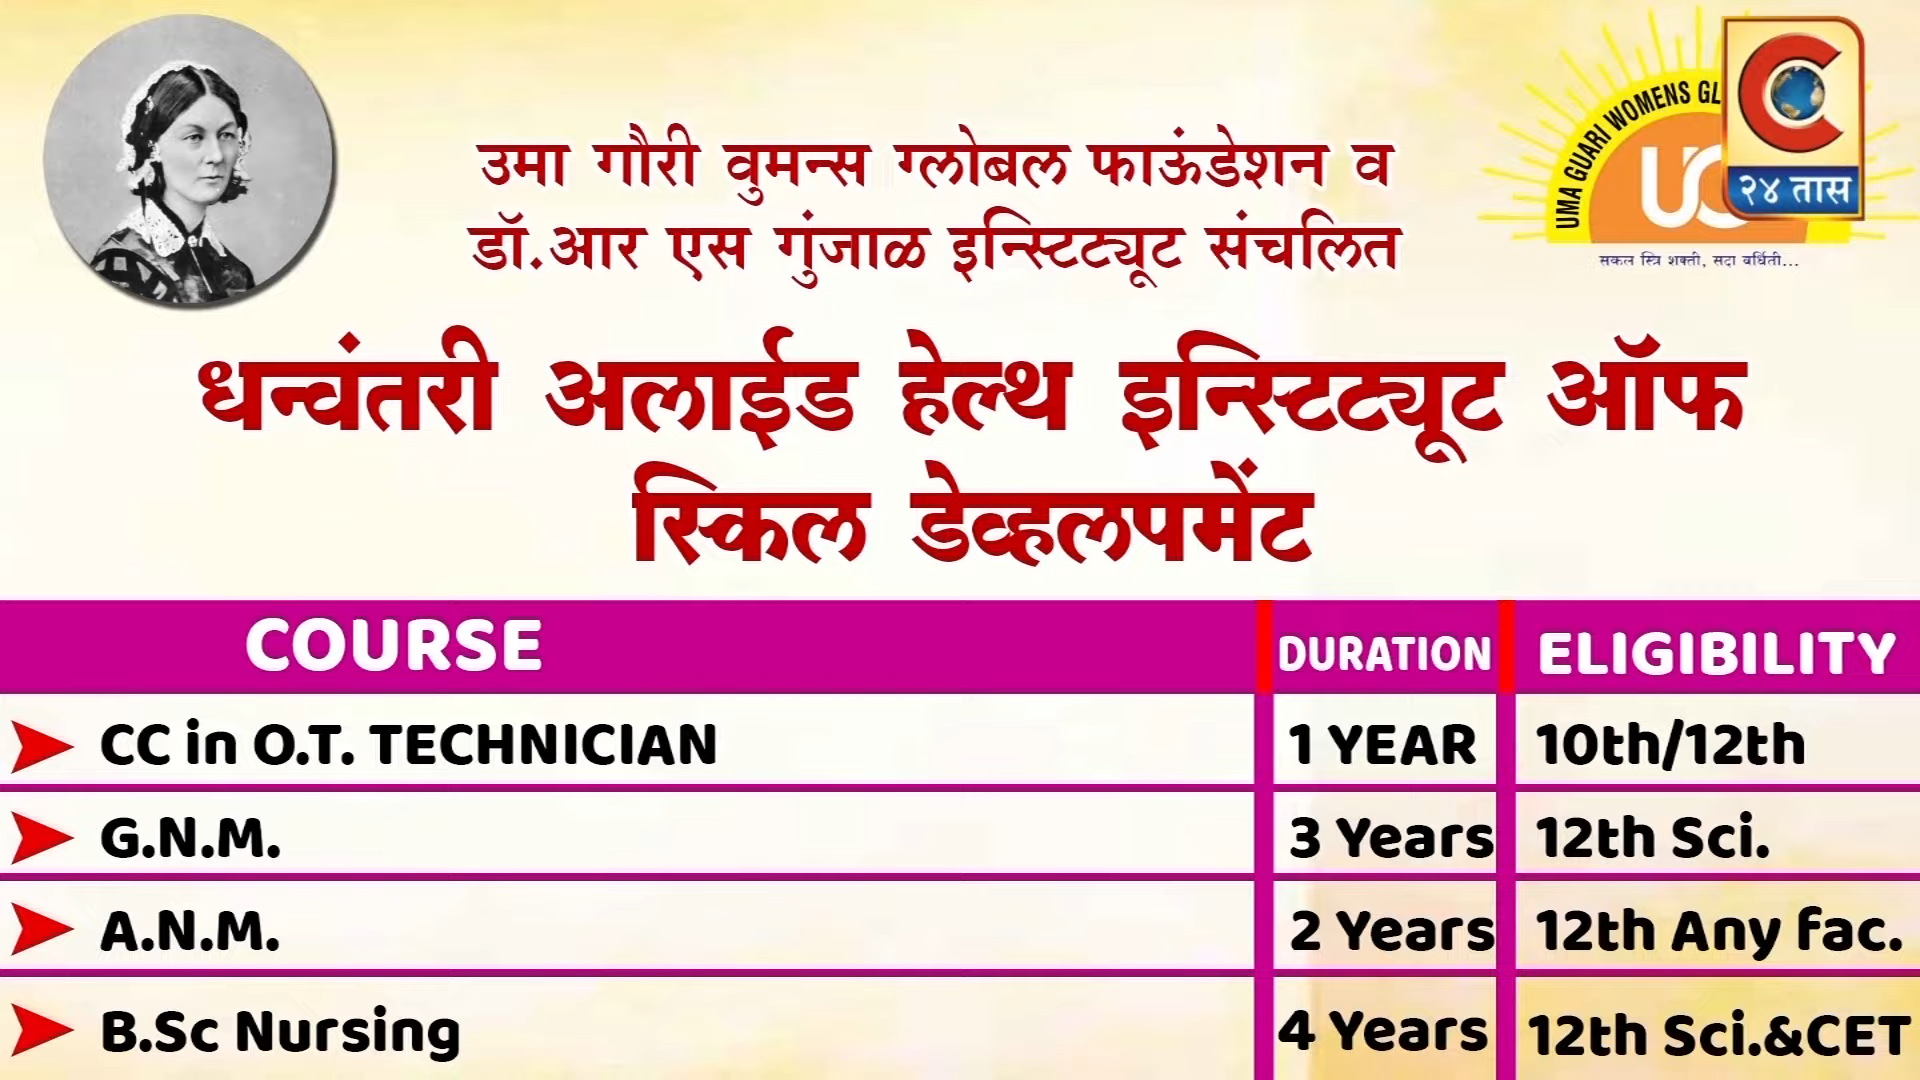 उमा गौरी वुमन्स ग्लोबल फाऊंडेशन व
डॉ.आर एस गुंजाळ इन्स्टिट्यूट संचलित
UMA GUARI WOMENS
२४ तास
सकल स्त्रि शक्ती, सदा वर्धिती...
धन्वंतरी अलाईड हेल्थ इन्स्टिट्यूट ऑफ
स्किल डेव्हलपमेंट
COURSE DURATION ELIGIBILITY
CC in O.T. TECHNICIAN 1 YEAR 10th/12th
G.N.M. 3 Years 12th Sci.
A.N.M. 2 Years 12th Any fac.
B.Sc Nursing 4 Years 12th Sci.&CET